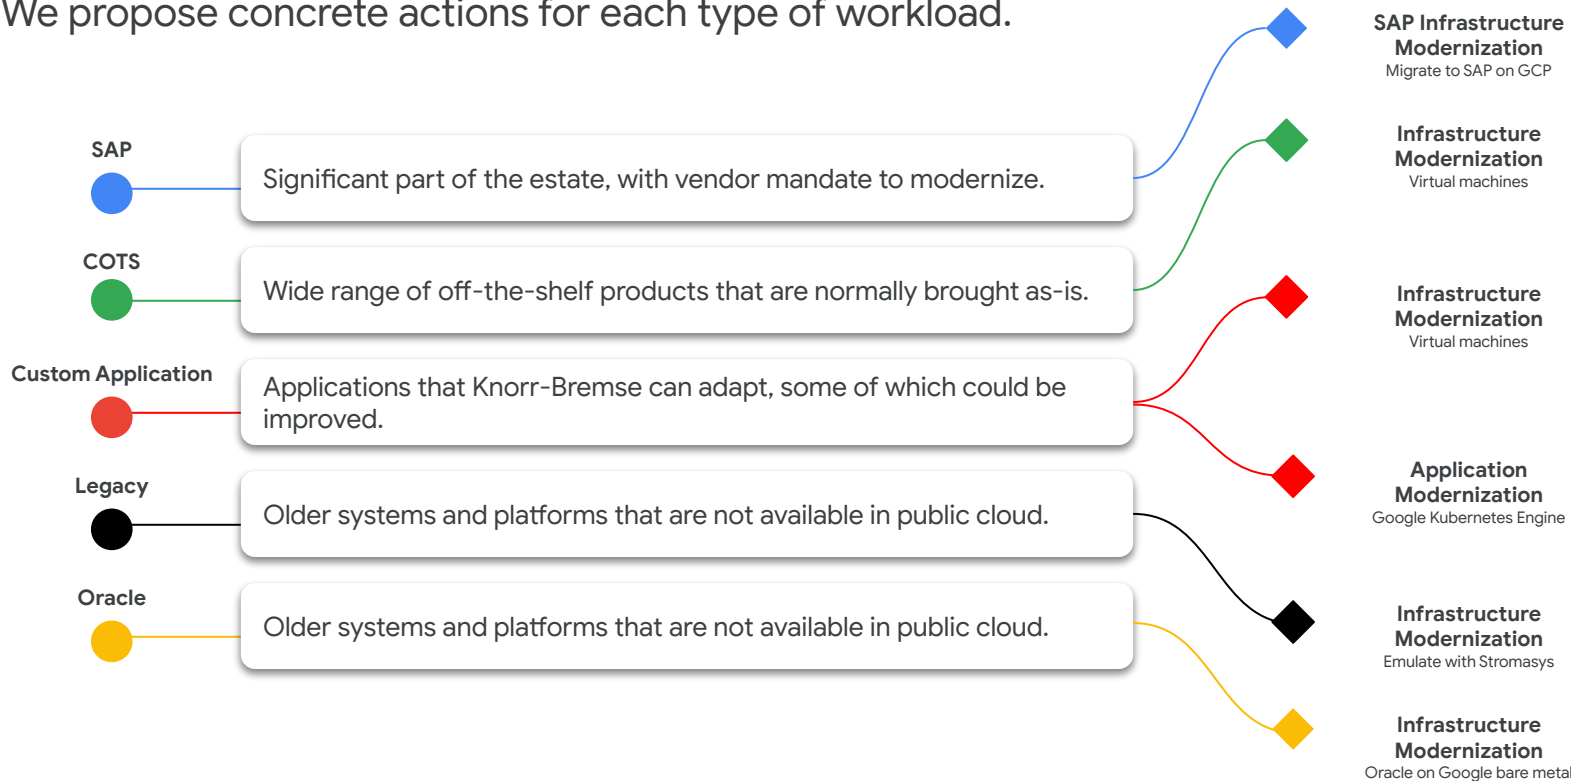 We propose concrete actions for each type of workload.
SAP
Significant part of the estate, with vendor mandate to modernize.
COTS
Wide range of off-the-shelf products that are normally brought as-is.
Custom Application
Applications that Knorr-Bremse can adapt, some of which could be
improved.
Legacy
Older systems and platforms that are not available in public cloud.
Oracle
Older systems and platforms that are not available in public cloud.
SAP Infrastructure
Modernization
Migrate to SAP on GCP
Infrastructure
Modernization
Virtual machines
Infrastructure
Modernization
Virtual machines
Application
Modernization
Google Kubernetes Engine
Infrastructure
Modernization
Emulate with Stromasys
Infrastructure
Modernization
Oracle on Google bare metal